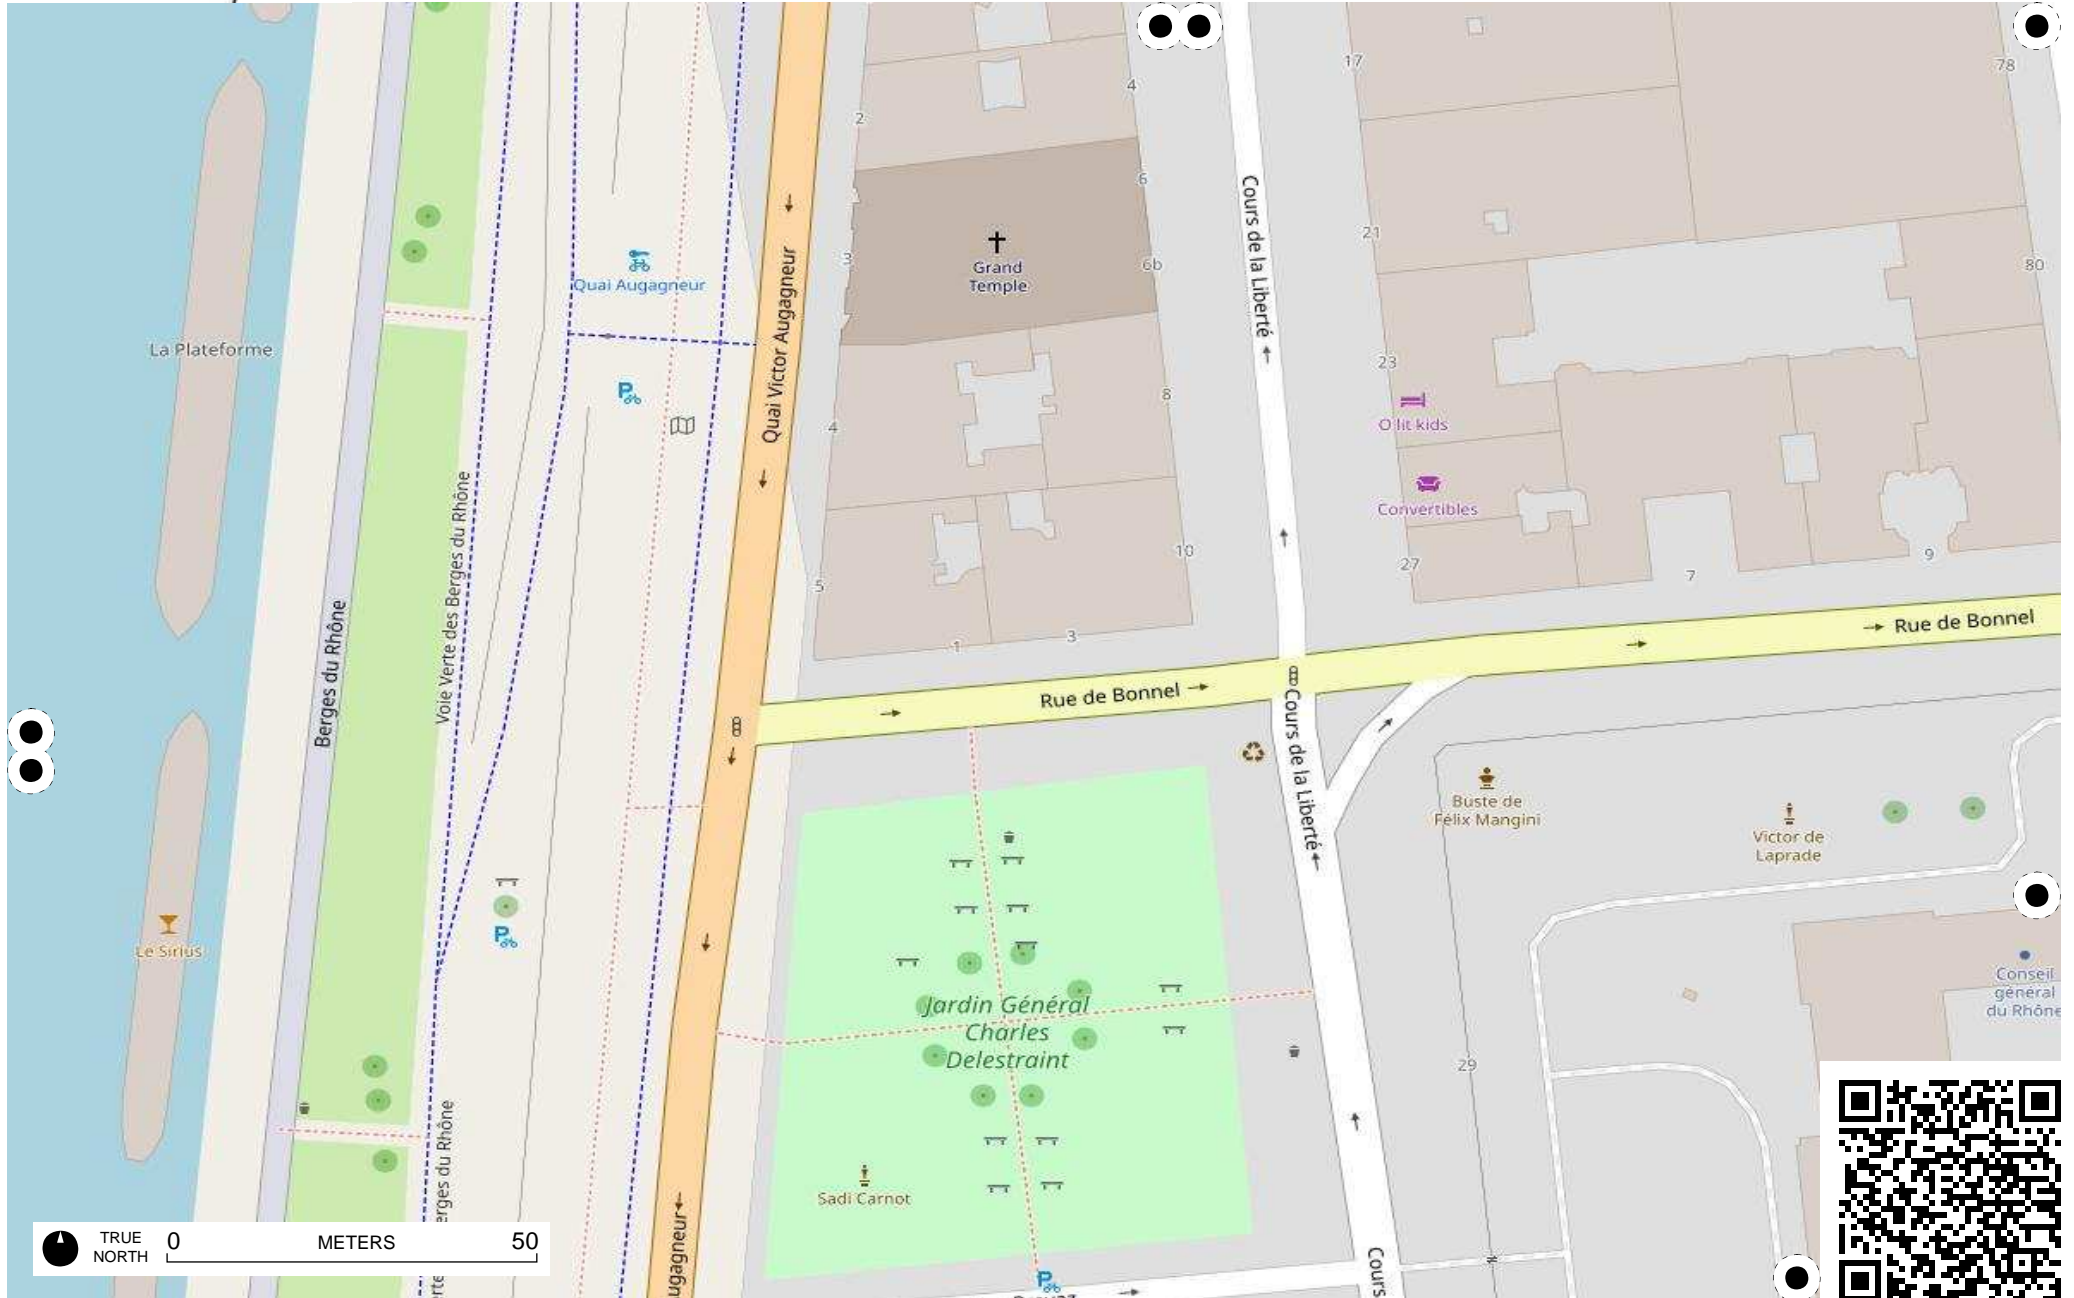 17
78
4
2
Cours de la Liberté
6
21
3
Grand
Temple
6b
80
Quai Augagneur
Quai Victor Augagneur
La Plateforme
23
8
4
O lit kids
Voie Verte des Berges du Rhône
Convertibles
10
5
27
7
9
Berges du Rhône
1
3
Rue de Bonnel
Rue de Bonnel
Cours de la Liberté
Buste de
Félix Mangini
Victor de
Laprade
Le Sirius
P
P
Conseil
général
du Rhône
Jardin Général
Charles
Delestraint
29
erges du Rhône
Sadi Carnot
ugagneur
TRUE
NORTH
0
METERS
50
P
Cours